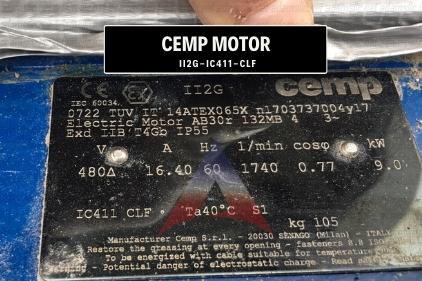 CEMP MOTOR
II2G-IC411-CLF
CE Ex II2G cemp
IEC 60034
0722 TUV IT 14ATEX065X n1703737004y17
Electric Motor AB30r 132MB 4 3~
Exd IIB T4Gb IP55
V A Hz l/min cosφ kW
480Δ 16.40 60 1740 0.77 9.0
IC411 CLF Ta40°C S1
kg 105
Manufacturer Cemp S.r.l. - 20030 SENAGO (Milan) - ITALY
Restore the greasing at every opening - fasteners 8.8 ISO
To be energized with cable suitable for temperature
- Potential danger of electrostatic charge - Read